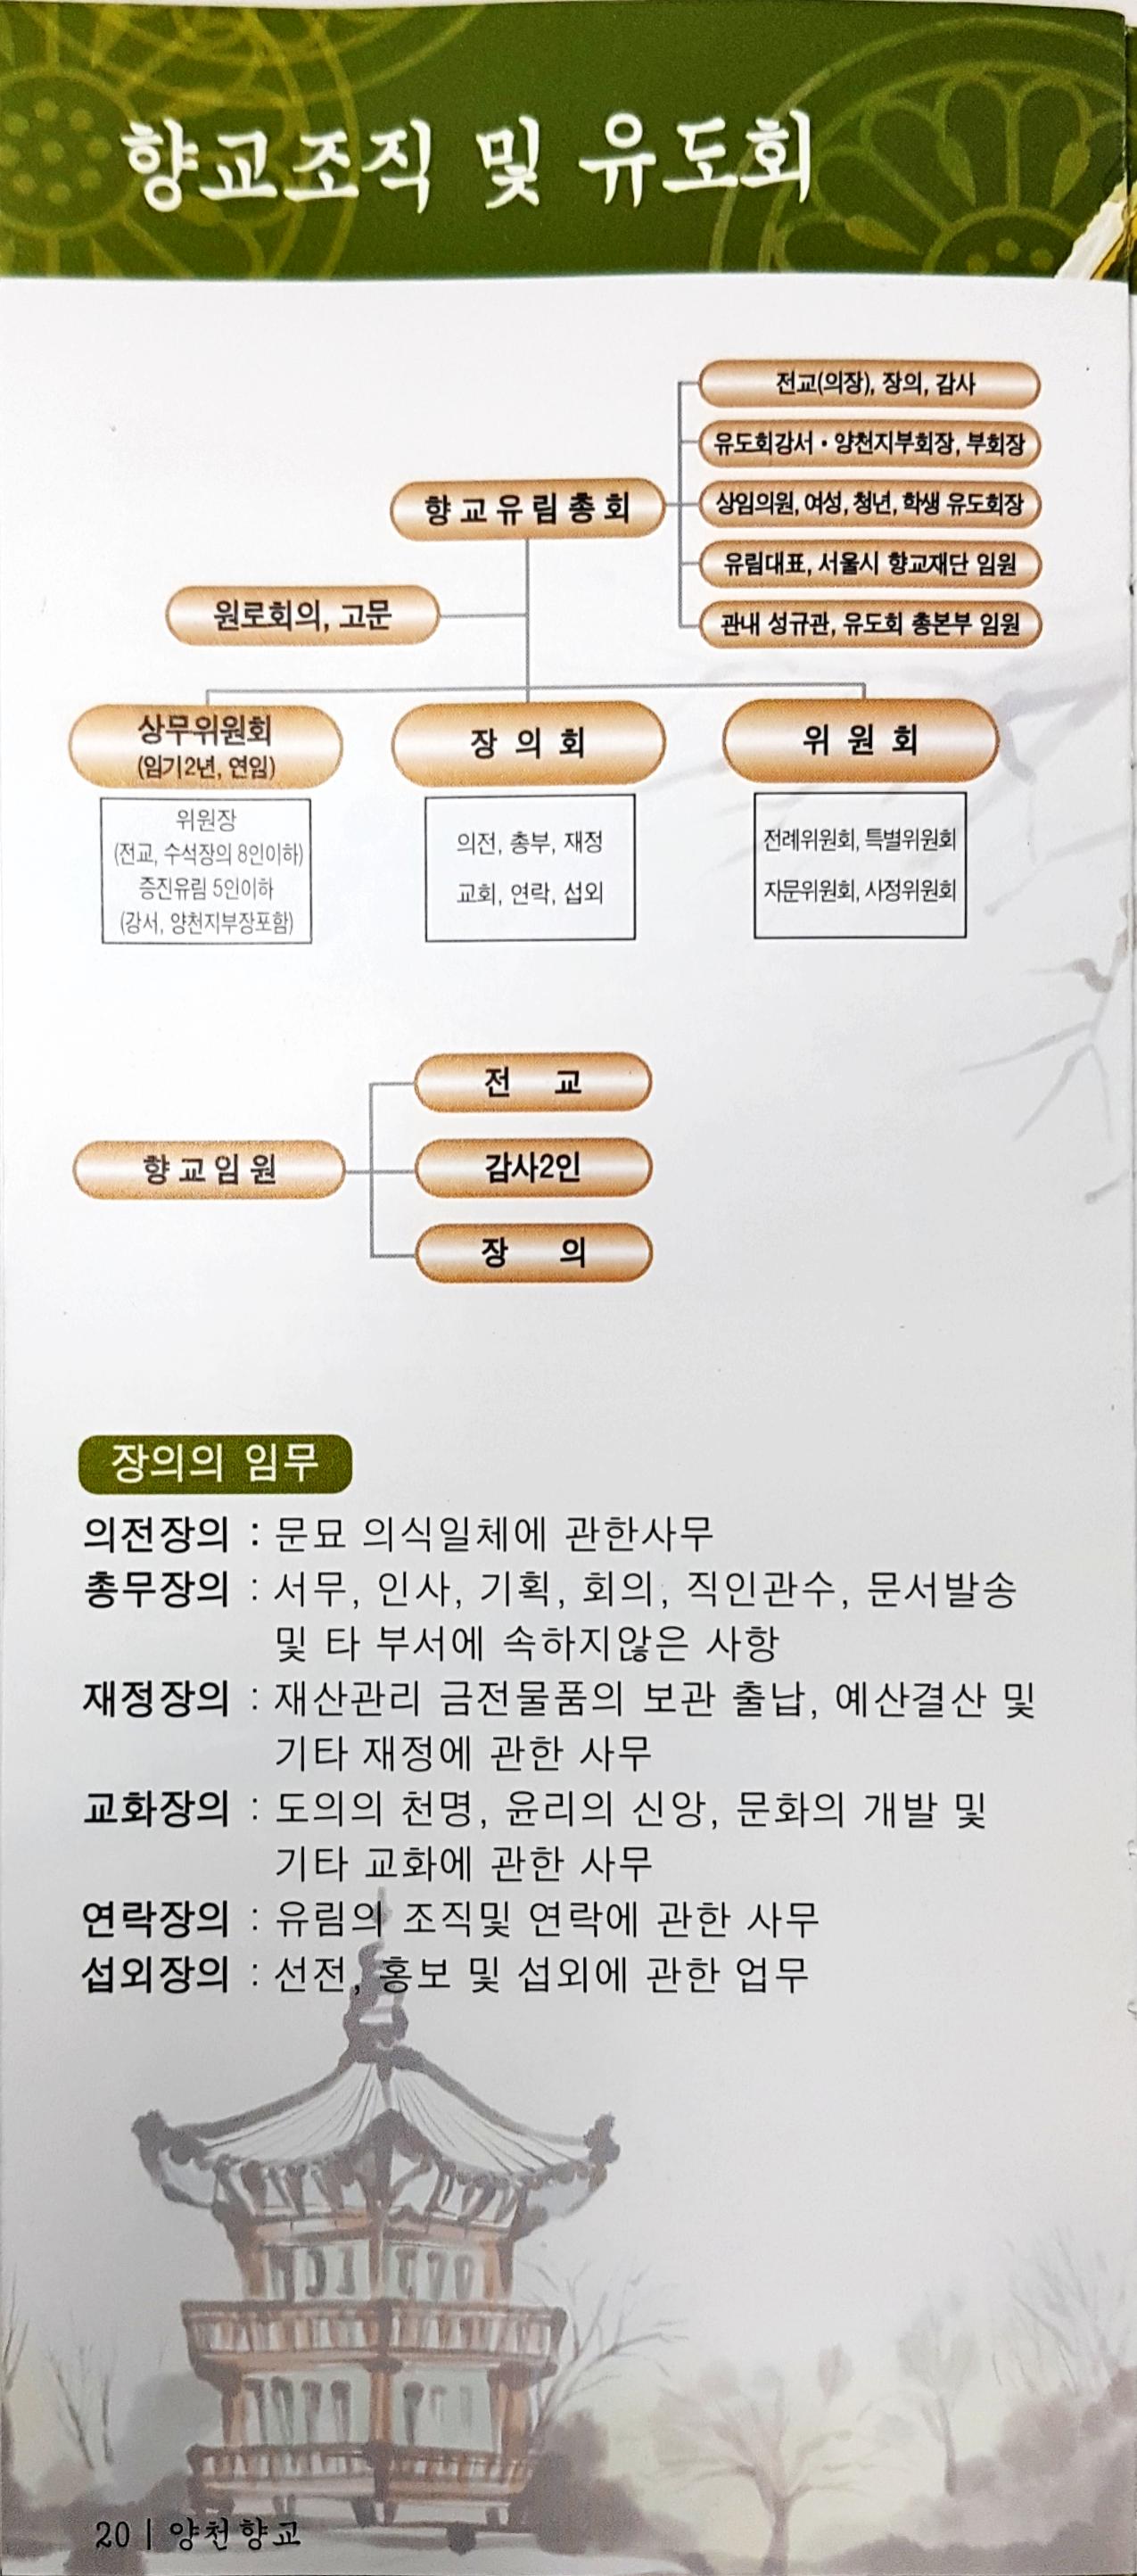 향교조직 및 유도회
전교(의장), 장의, 감사
유도회강서·양천지부회장, 부회장
향교유림총회
상임의원, 여성, 청년, 학생 유도회장
유림대표, 서울시 향교재단 임원
원로회의, 고문
관내 성규관, 유도회 총본부 임원
상무위원회
(임기2년, 연임)
장의회
위원회
위원장
(전교, 수석장의 8인이하)
증진유림 5인이하
(강서, 양천지부장포함)
의전, 총부, 재정
교회, 연락, 섭외
전례위원회, 특별위원회
자문위원회, 사정위원회
전 교
향교임원
감사2인
장 의
장의의 임무
의전장의 : 문묘 의식일체에 관한사무
총무장의 : 서무, 인사, 기획, 회의, 직인관수, 문서발송
및 타 부서에 속하지않은 사항
재정장의 : 재산관리 금전물품의 보관 출납, 예산결산 및
기타 재정에 관한 사무
교화장의 : 도의의 천명, 윤리의 신앙, 문화의 개발 및
기타 교화에 관한 사무
연락장의 : 유림의 조직및 연락에 관한 사무
섭외장의 : 선전, 홍보 및 섭외에 관한 업무
20 | 양천향교